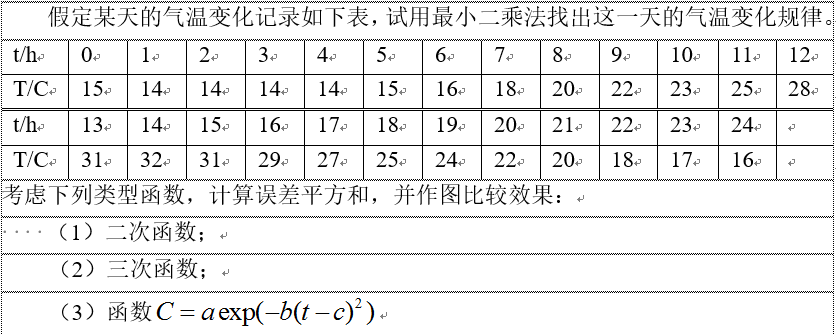 假定某天的气温变化记录如下表，试用最小二乘法找出这一天的气温变化规律。
t/h 0 1 2 3 4 5 6 7 8 9 10 11 12
T/C 15 14 14 14 14 15 16 18 20 22 23 25 28
t/h 13 14 15 16 17 18 19 20 21 22 23 24
T/C 31 32 31 29 27 25 24 22 20 18 17 16
考虑下列类型函数，计算误差平方和，并作图比较效果：
（1）二次函数；
（2）三次函数；
（3）函数C = a exp(−b(t − c)²)